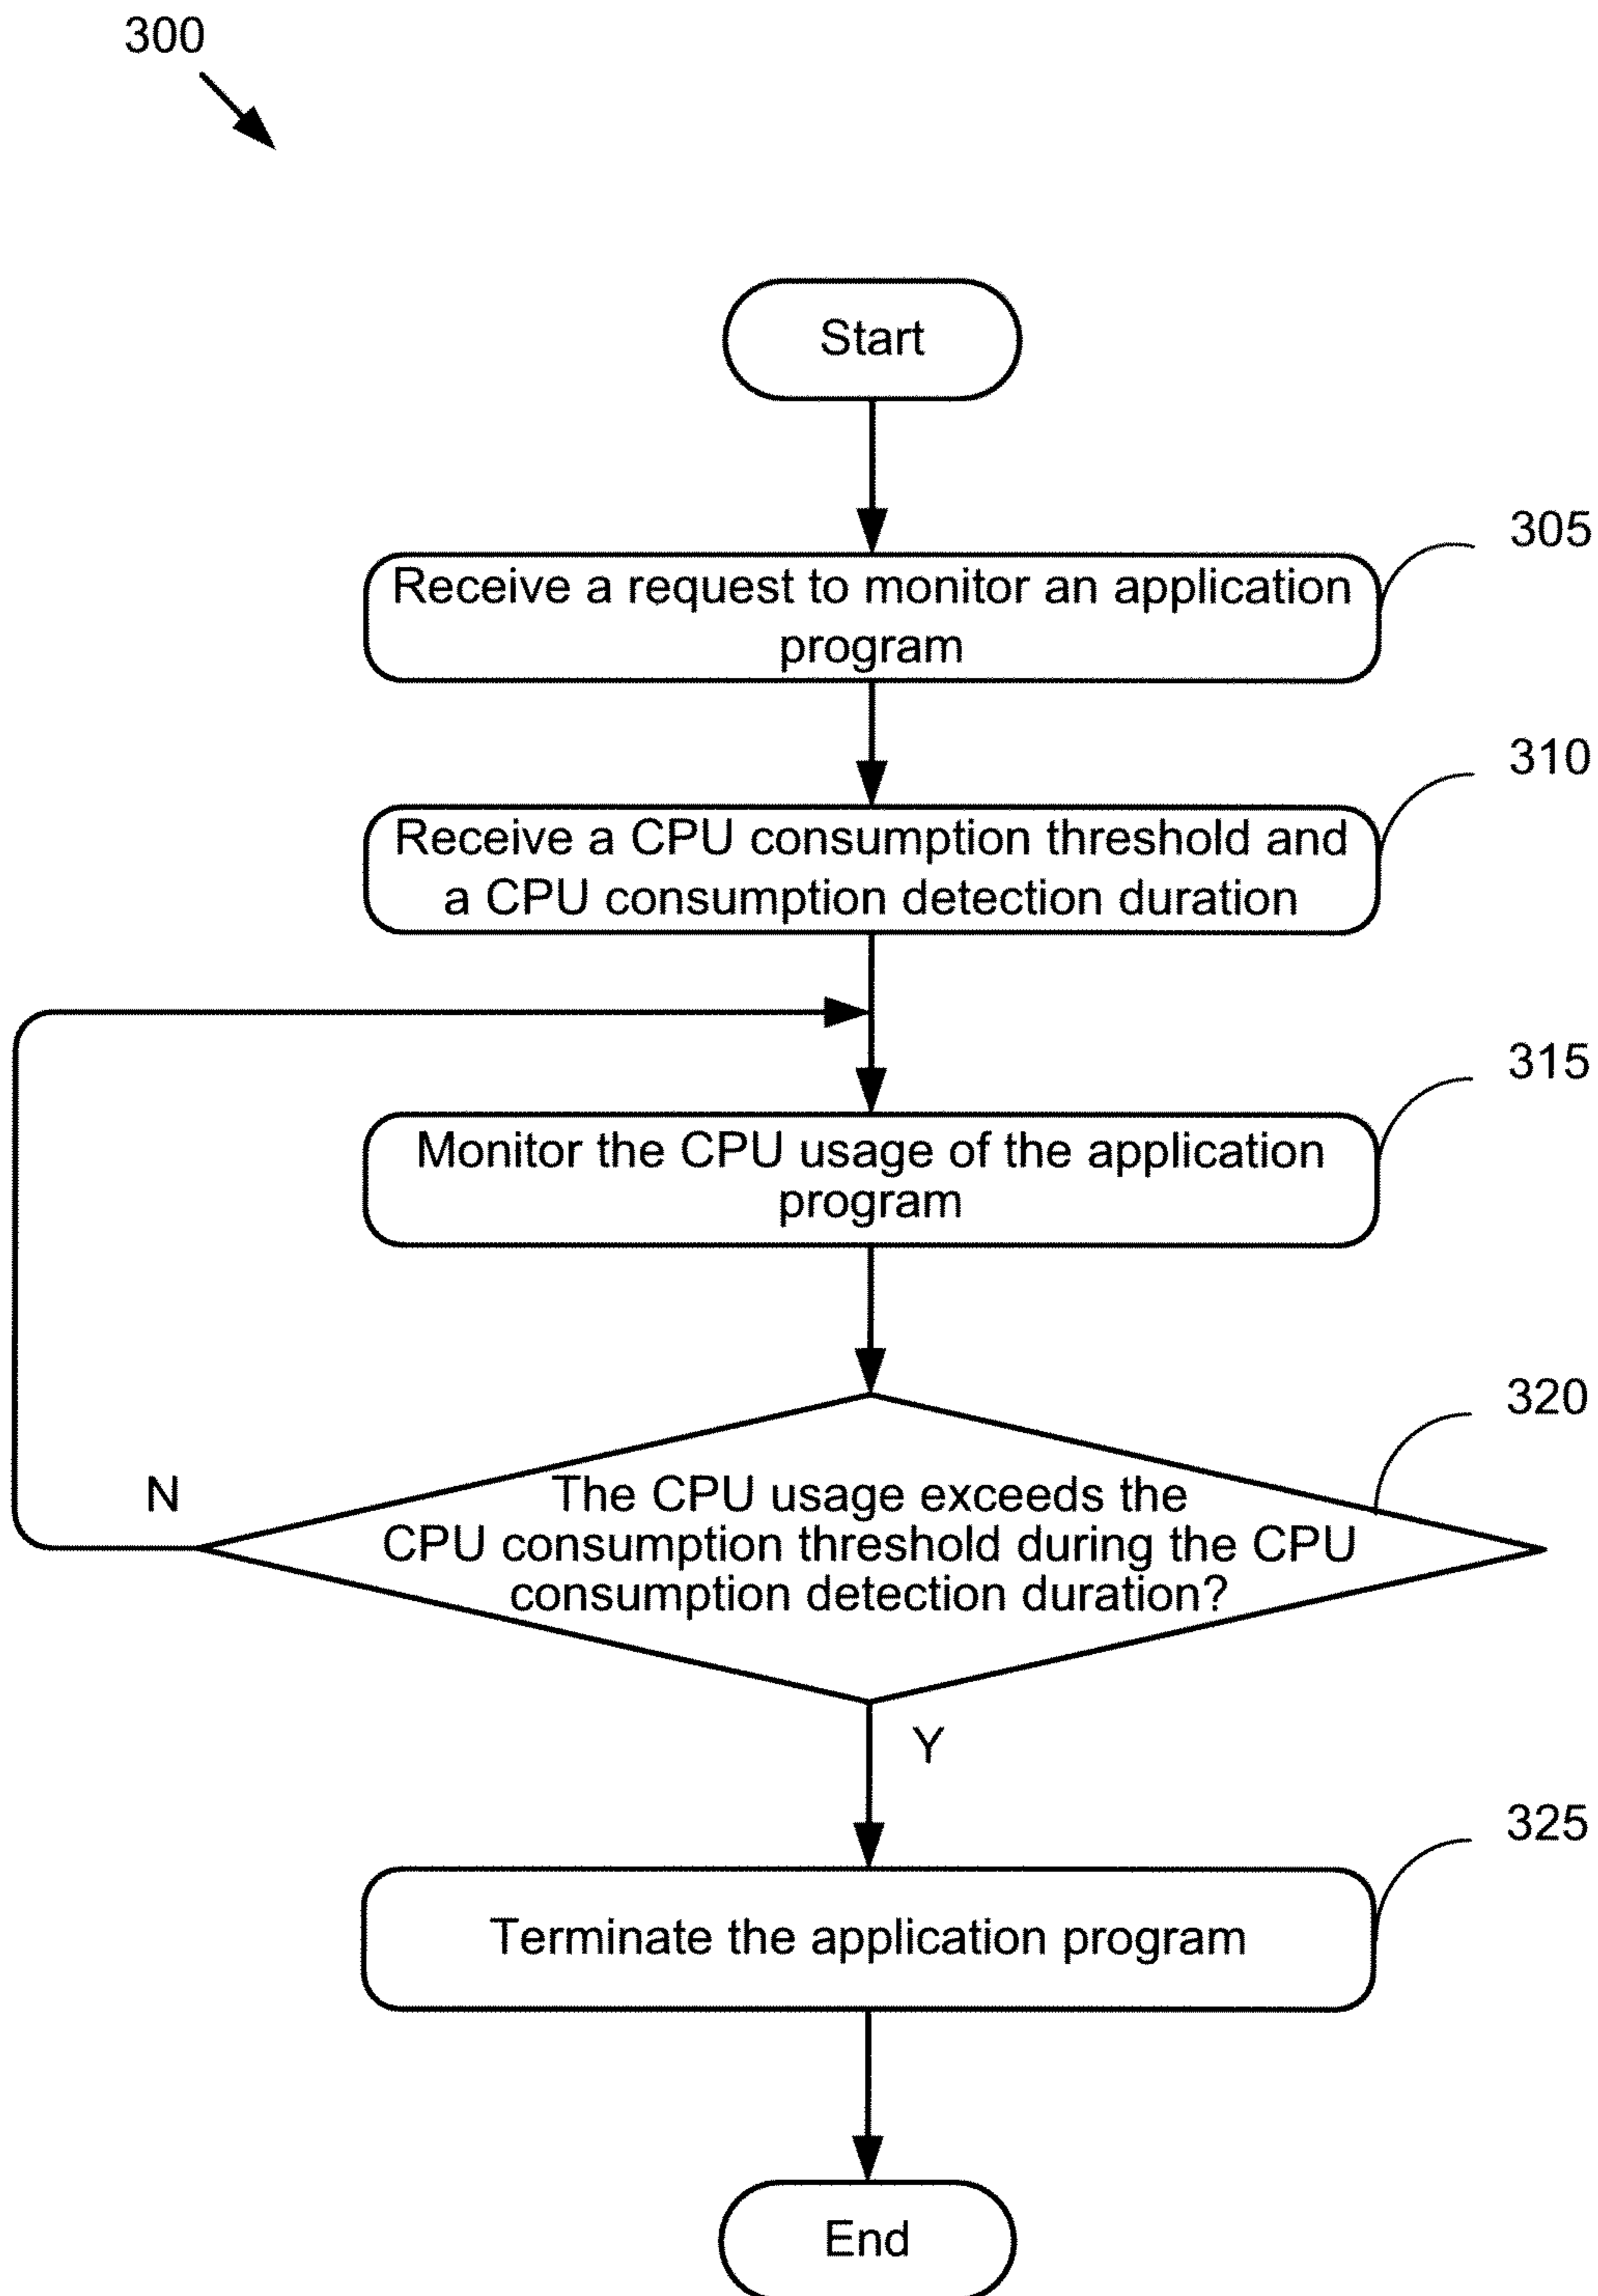 300
Start
305
Receive a request to monitor an application
program
310
Receive a CPU consumption threshold and
a CPU consumption detection duration
315
Monitor the CPU usage of the application
program
320
N
The CPU usage exceeds the
CPU consumption threshold during the CPU
consumption detection duration?
Y
325
Terminate the application program
End